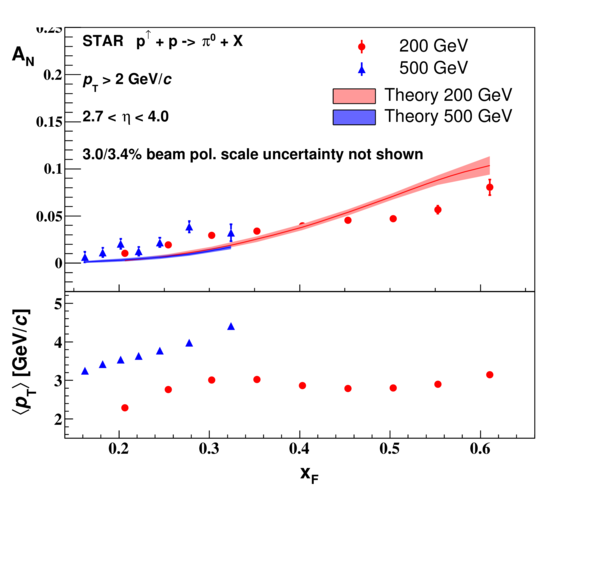 0.25
A_N
STAR p↑ + p -> π⁰ + X
200 GeV
500 GeV
0.2
p_T > 2 GeV/c
Theory 200 GeV
Theory 500 GeV
0.15
2.7 < η < 4.0
3.0/3.4% beam pol. scale uncertainty not shown
0.1
0.05
0
5
4
3
2
⟨p_T⟩ [GeV/c]
0.2 0.3 0.4 0.5 0.6
x_F